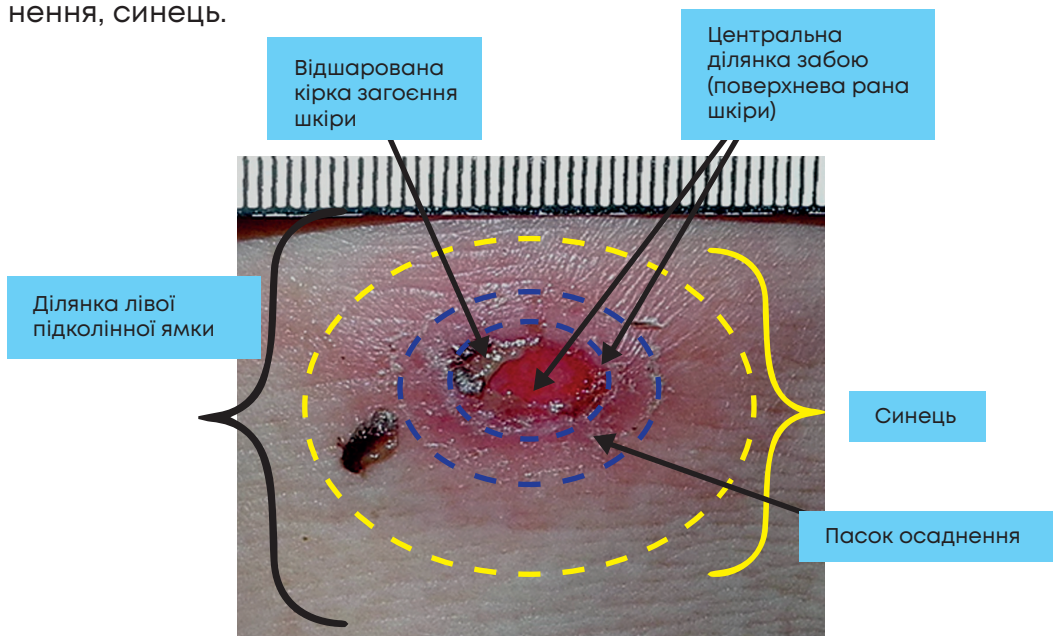 нення, синець.
Центральна
ділянка забою
(поверхнева рана
шкіри)
Відшарована
кірка загоєння
шкіри
Ділянка лівої
підколінної ямки
Синець
Пасок осаднення